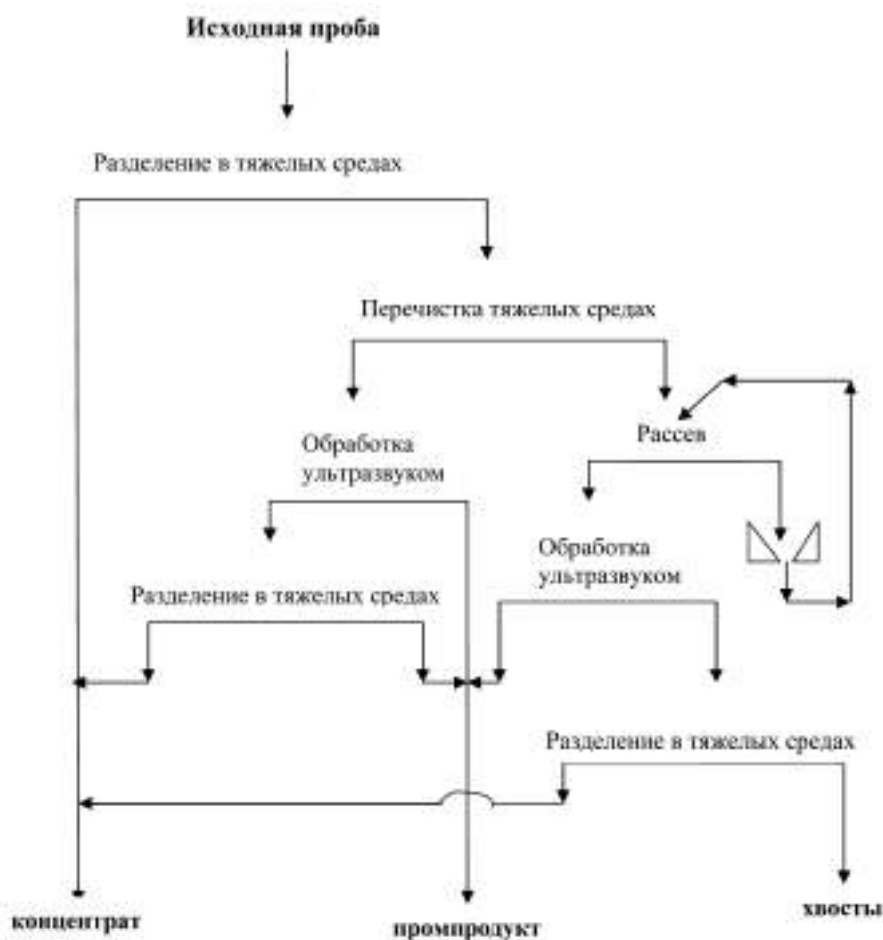 Исходная проба
Разделение в тяжелых средах
Перечистка тяжелых средах
Рассев
Обработка
ультразвуком
Обработка
ультразвуком
Разделение в тяжелых средах
Разделение в тяжелых средах
концентрат
промпродукт
хвосты